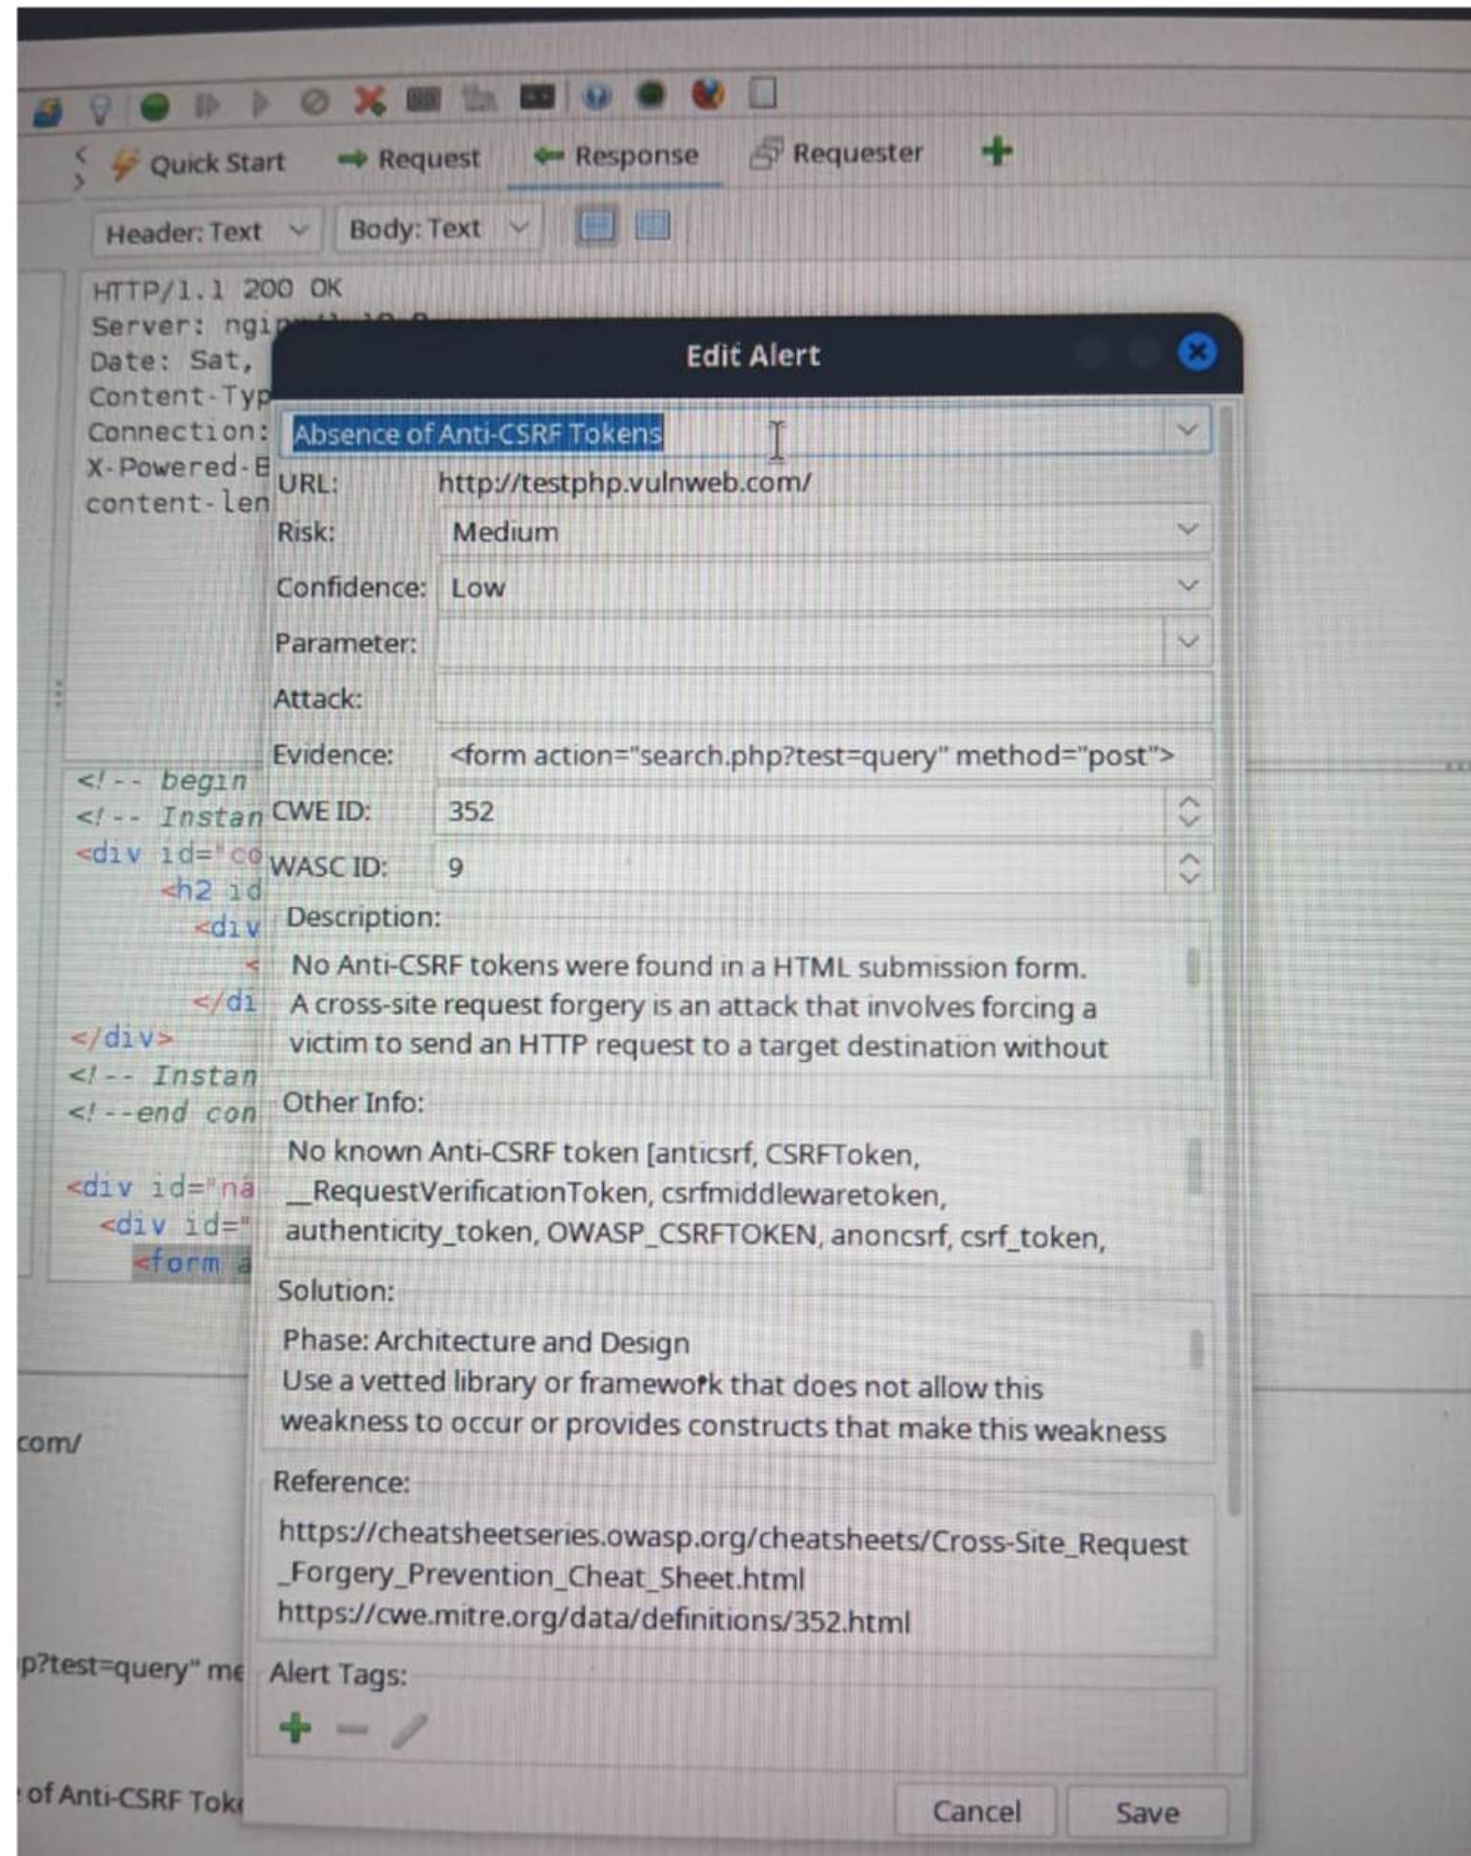 Quick Start
Request
Response
Requester
Header: Text
Body: Text
HTTP/1.1 200 OK
Server:
Date: Sat,
Content-Typ
Connection:
X-Powered-
content-len
Edit Alert
Absence of Anti-CSRF Tokens
URL: http://testphp.vulnweb.com/
Risk: Medium
Confidence: Low
Parameter:
Attack:
Evidence: <form action="search.php?test=query" method="post">
CWE ID: 352
WASC ID: 9
Description:
No Anti-CSRF tokens were found in a HTML submission form.
A cross-site request forgery is an attack that involves forcing a
victim to send an HTTP request to a target destination without
Other Info:
No known Anti-CSRF token [anticsrf, CSRFToken,
__RequestVerificationToken, csrfmiddlewaretoken,
authenticity_token, OWASP_CSRFTOKEN, anoncsrf, csrf_token,
Solution:
Phase: Architecture and Design
Use a vetted library or framework that does not allow this
weakness to occur or provides constructs that make this weakness
Reference:
https://cheatsheetseries.owasp.org/cheatsheets/Cross-Site_Request
_Forgery_Prevention_Cheat_Sheet.html
https://cwe.mitre.org/data/definitions/352.html
Alert Tags:
Cancel
Save
<!-- begin
<!-- Instan
<div id="co
<h2 id
<div
<
</di
</div>
<!-- Instan
<!--end con
<div id="na
<div id="
<form a
com/
p?test=query" me
of Anti-CSRF Toke